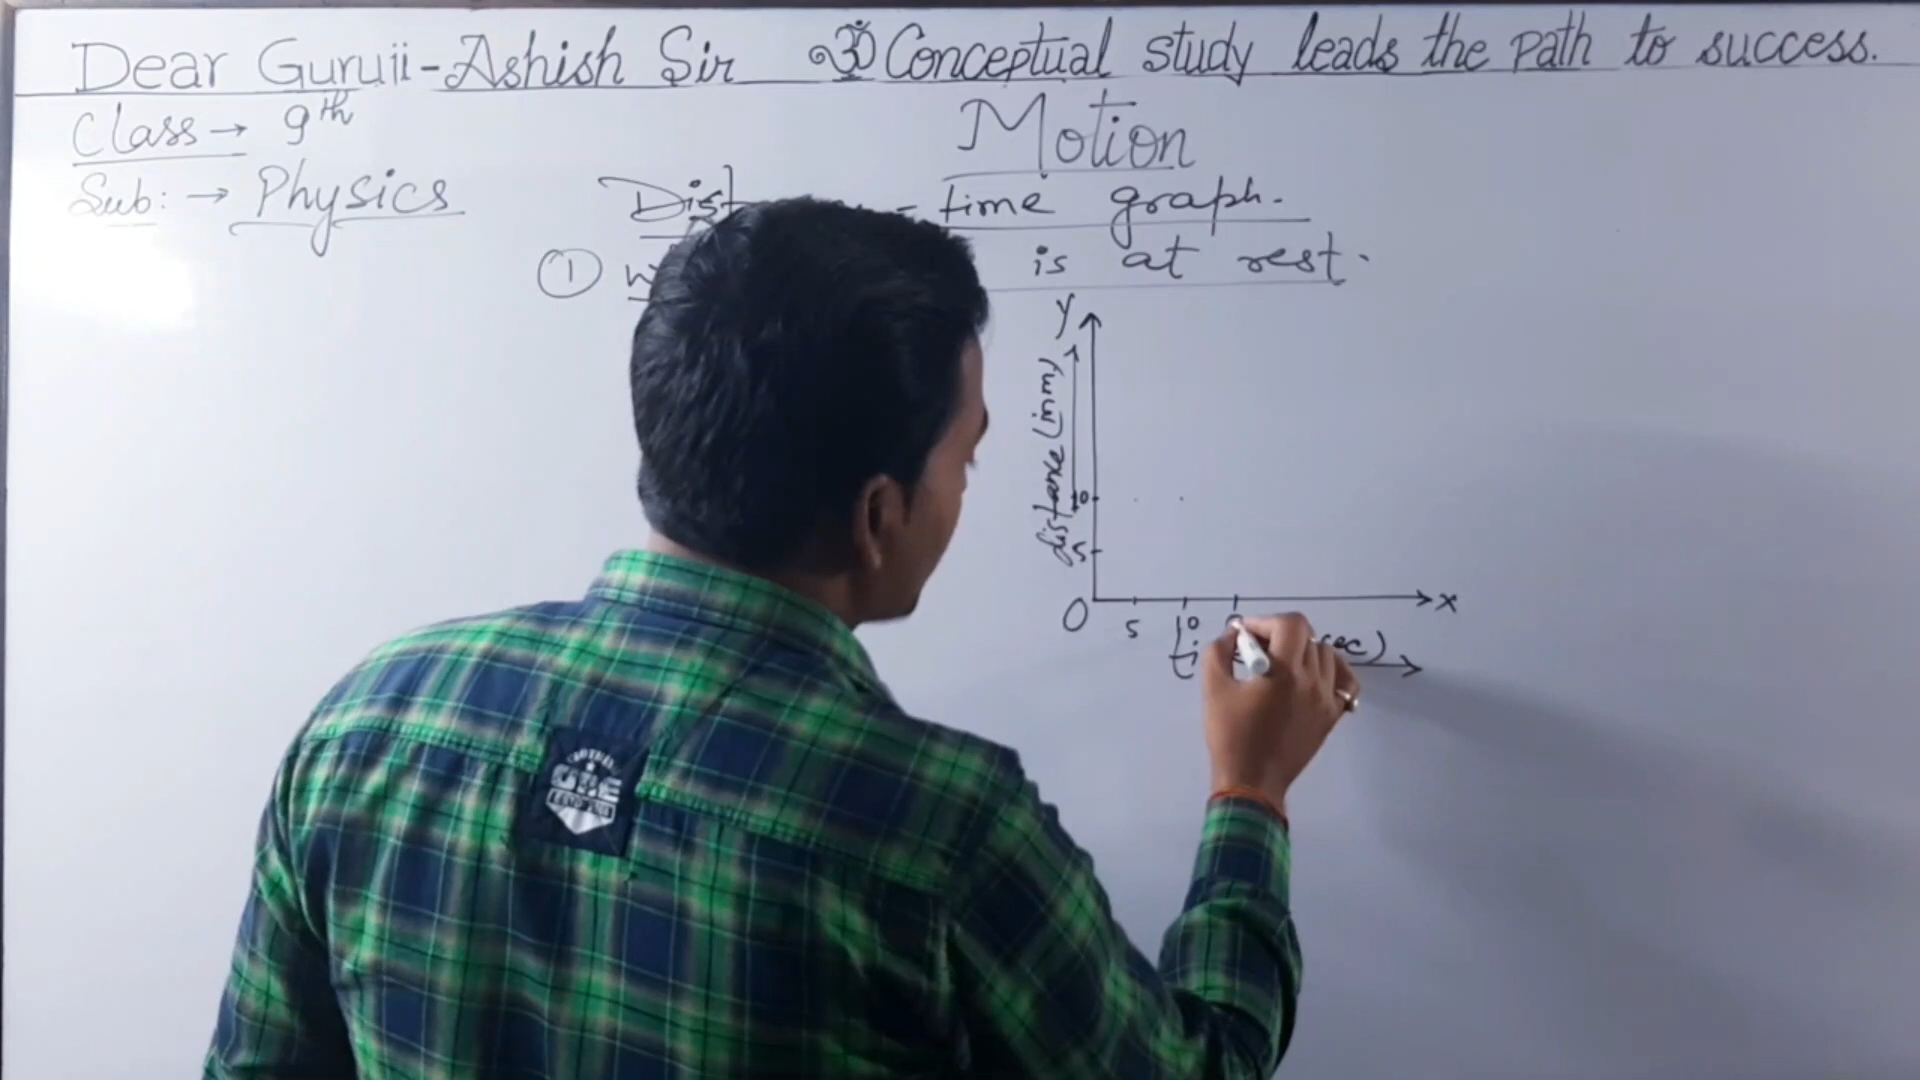 Dear Guruji - Ashish Sir ॐ Conceptual study leads the path to success.
Class → 9th
Motion
Sub: → Physics
time graph.
① is at rest.
Y
distance (in m)
10
5
O
X
5 10
sec)